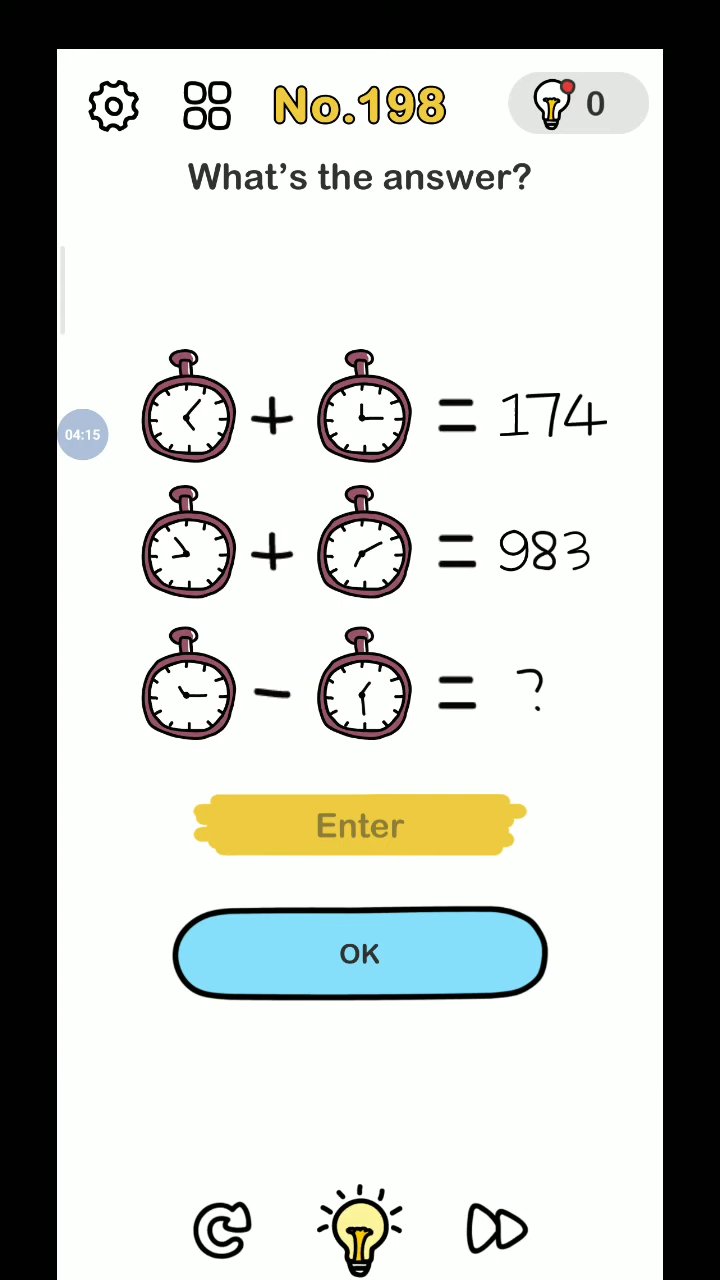 No.198
0
What's the answer?
04:15
+ = 174
+ = 983
- = ?
Enter
OK